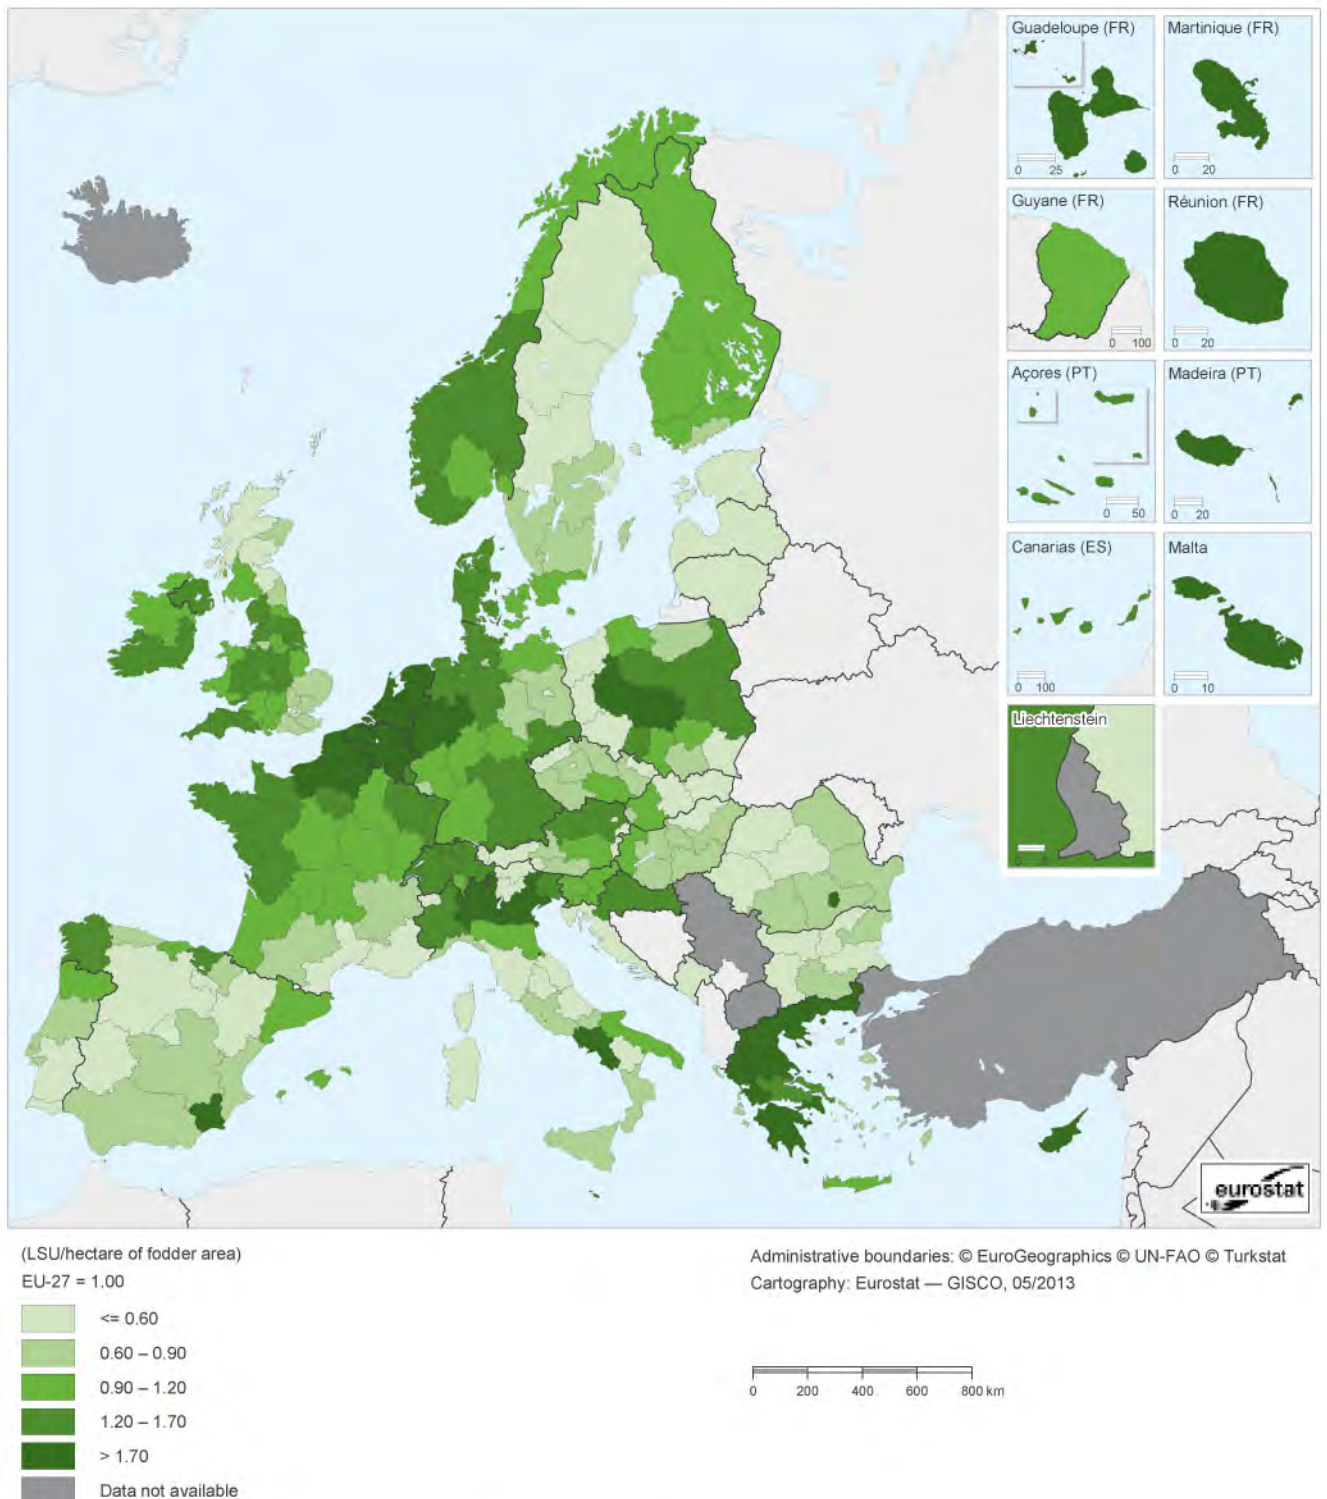 Guadeloupe (FR)
0 25
Martinique (FR)
0 20
Guyane (FR)
0 100
Réunion (FR)
0 20
Açores (PT)
0 50
Madeira (PT)
0 20
Canarias (ES)
0 100
Malta
0 10
Liechtenstein
eurostat
(LSU/hectare of fodder area)
EU-27 = 1.00
<= 0.60
0.60 – 0.90
0.90 – 1.20
1.20 – 1.70
> 1.70
Data not available
Administrative boundaries: © EuroGeographics © UN-FAO © Turkstat
Cartography: Eurostat — GISCO, 05/2013
0 200 400 600 800 km